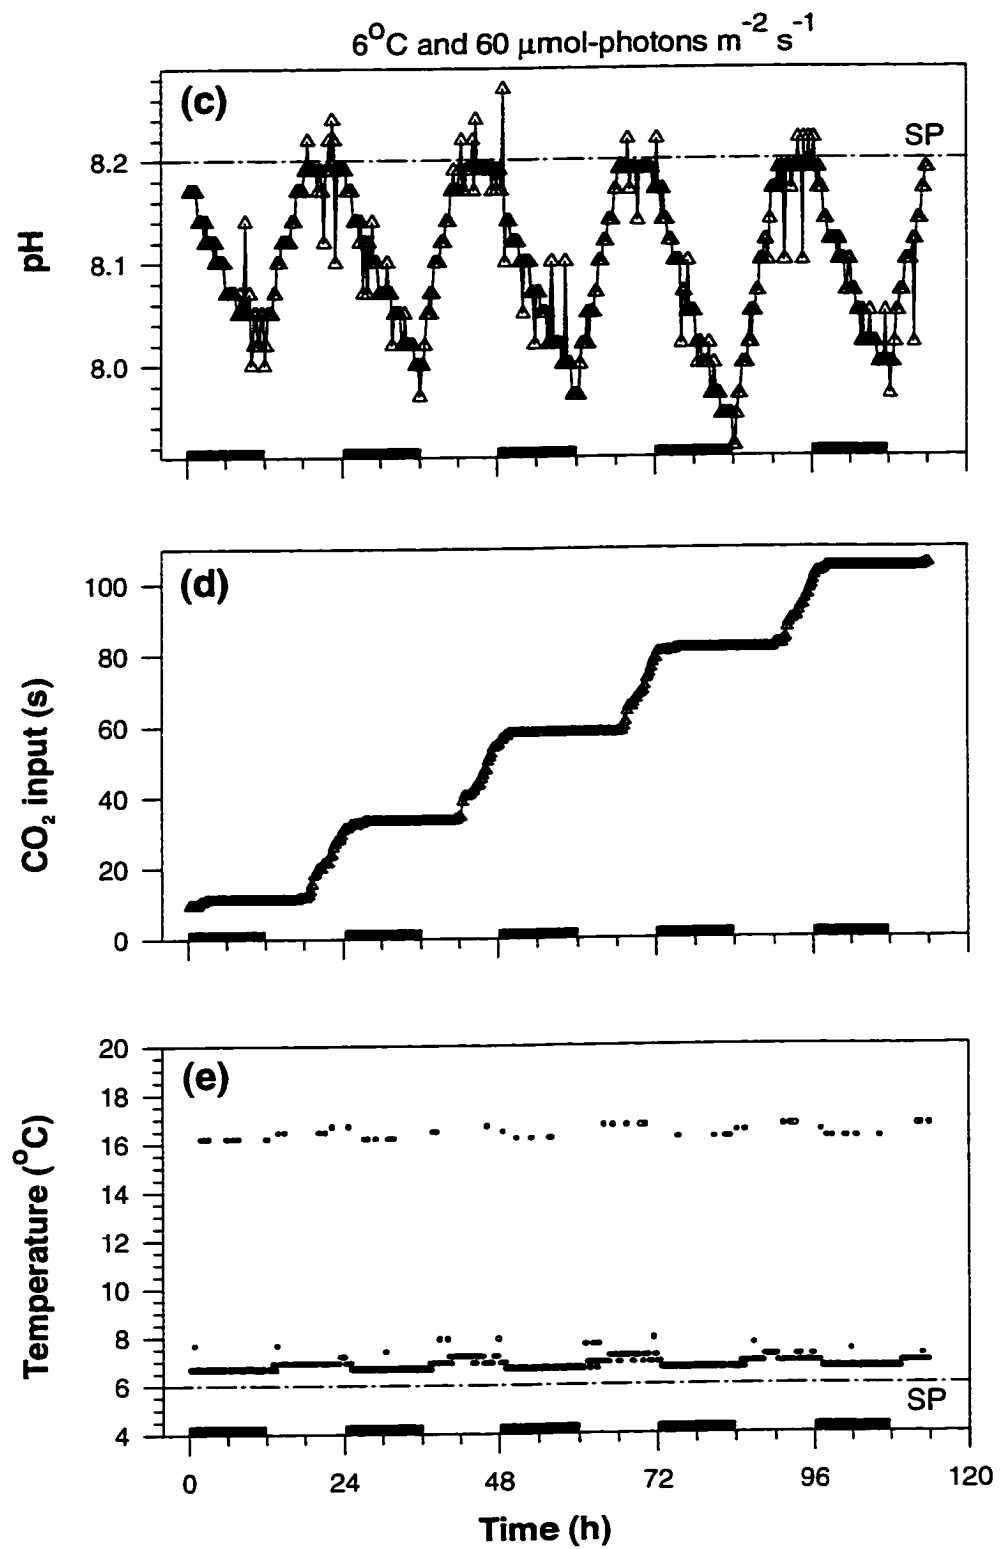 6°C and 60 μmol-photons m⁻² s⁻¹
(c)
SP
8.2
8.1
8.0
pH
(d)
100
80
60
40
20
0
CO₂ input (s)
(e)
20
18
16
14
12
10
8
6
4
SP
Temperature (°C)
0 24 48 72 96 120
Time (h)